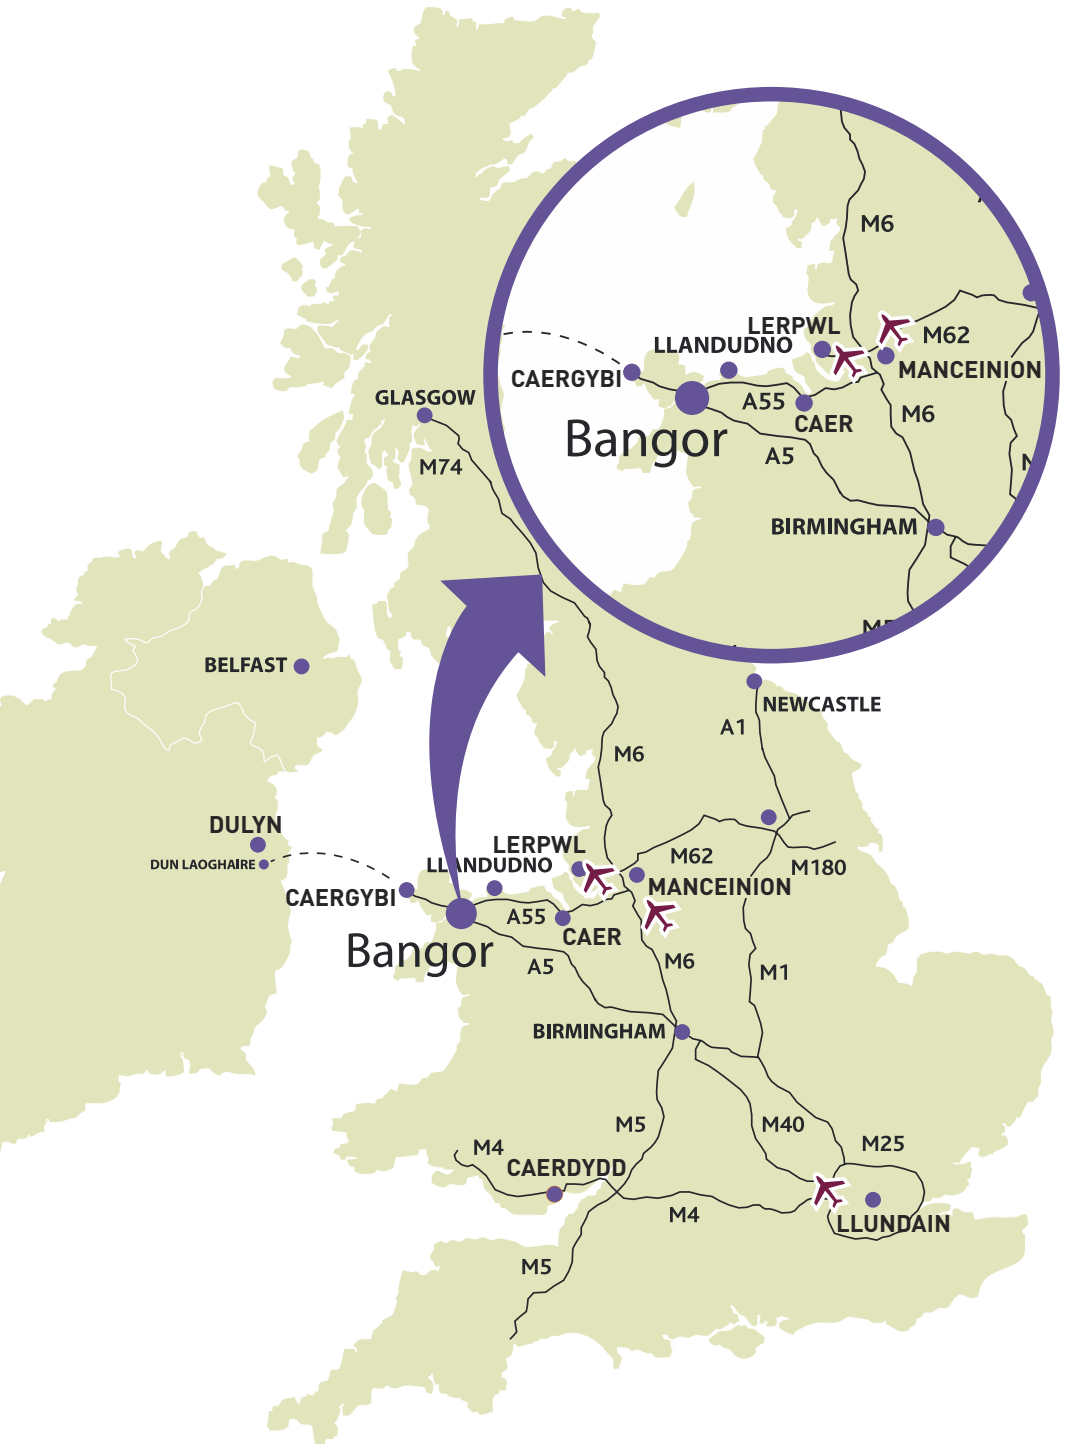 M6
LERPWL
M62
LLANDUDNO
MANCEINION
CAERGYBI
A55
CAER
M6
Bangor
A5
BIRMINGHAM
GLASGOW
M74
BELFAST
NEWCASTLE
A1
M6
DULYN
DUN LAOGHAIRE
LERPWL
M62
M180
LLANDUDNO
MANCEINION
CAERGYBI
A55
CAER
Bangor
A5
M6
M1
BIRMINGHAM
M5
M40
M25
M4
CAERDYDD
M4
LLUNDAIN
M5